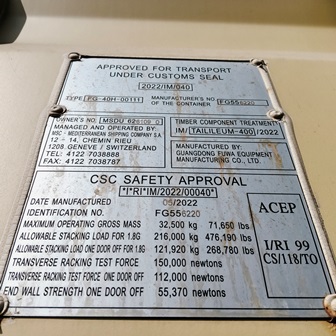 APPROVED FOR TRANSPORT
UNDER CUSTOMS SEAL
2022/IM/040
TYPE PG-40H-00111 MANUFACTURER'S NO OF THE CONTAINER FG556220
OWNER'S NO. MSDU
MANAGED AND OPERATED BY:
MSC - MEDITERRANEAN SHIPPING COMPANY S.A.
12 - 14, CHEMIN RIEU
1208. GENEVE / SWITZERLAND
TELE: 4122 7038888
FAX: 4122 7038787
TIMBER COMPONENT TREATMENT
IM/TAILILEUM-400/2022
MANUFACTURED BY:
GUANGDONG FUWA EQUIPMENT
MANUFACTURING CO., LTD.
CSC SAFETY APPROVAL
*I*RI*IM/2022/00040*
DATE MANUFACTURED 05/2022
IDENTIFICATION NO. FG556220
MAXIMUM OPERATING GROSS MASS 32,500 kg 71,650 lbs
ALLOWABLE STACKING LOAD FOR 1.8G 216,000 kg 476,190 lbs
ALLOWABLE STACKING LOAD ONE DOOR OFF FOR 1.8G 121,920 kg 268,780 lbs
TRANSVERSE RACKING TEST FORCE 150,000 newtons
TRANSVERSE RACKING TEST FORCE ONE DOOR OFF 112,000 newtons
END WALL STRENGTH ONE DOOR OFF 55,370 newtons
ACEP
I/RI 99
CS/118/TO